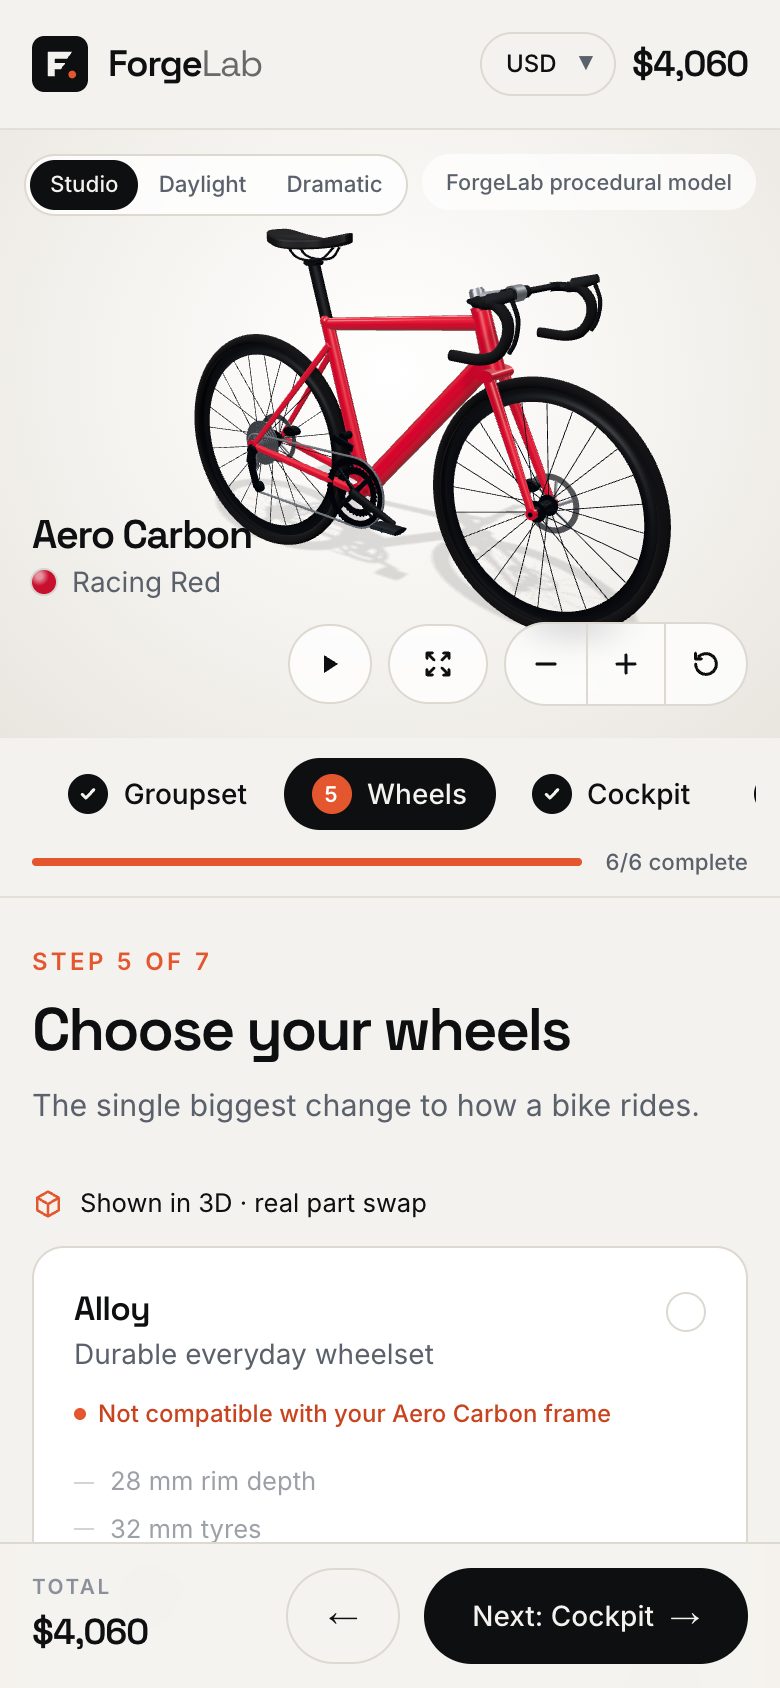 F. ForgeLab USD ▼ $4,060
Studio Daylight Dramatic ForgeLab procedural model
Aero Carbon
Racing Red
Groupset 5 Wheels Cockpit
6/6 complete
STEP 5 OF 7
Choose your wheels
The single biggest change to how a bike rides.
Shown in 3D · real part swap
Alloy
Durable everyday wheelset
Not compatible with your Aero Carbon frame
— 28 mm rim depth
— 32 mm tyres
TOTAL
$4,060
← Next: Cockpit →